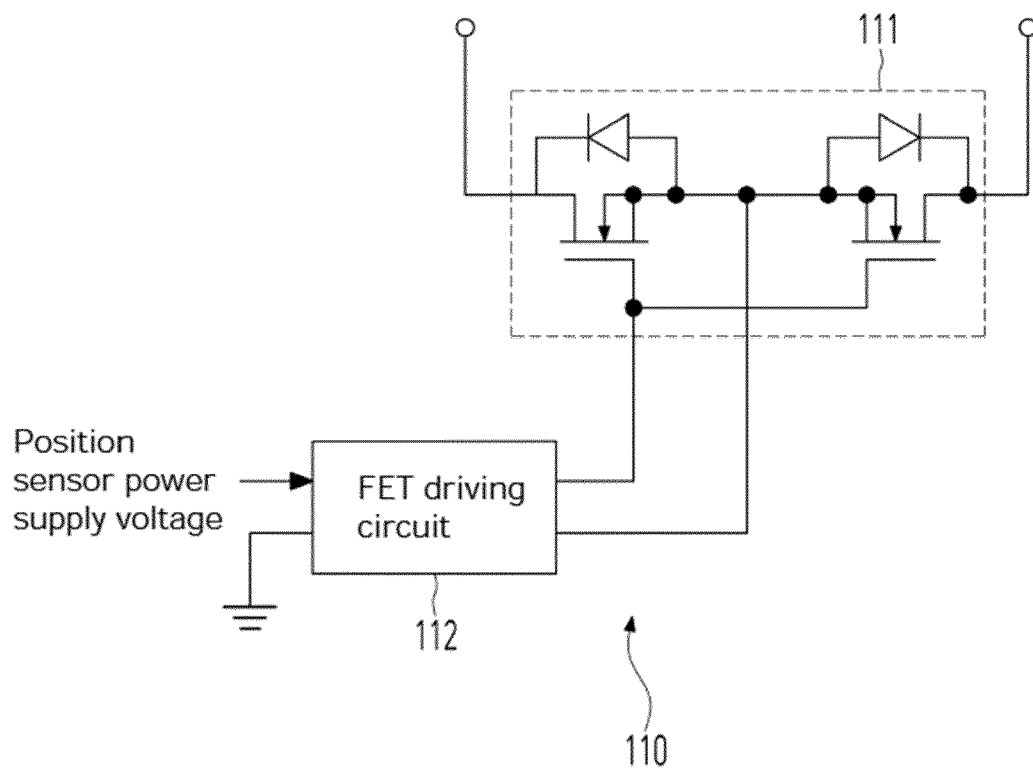 111
Position
sensor power
supply voltage
FET driving
circuit
112
110